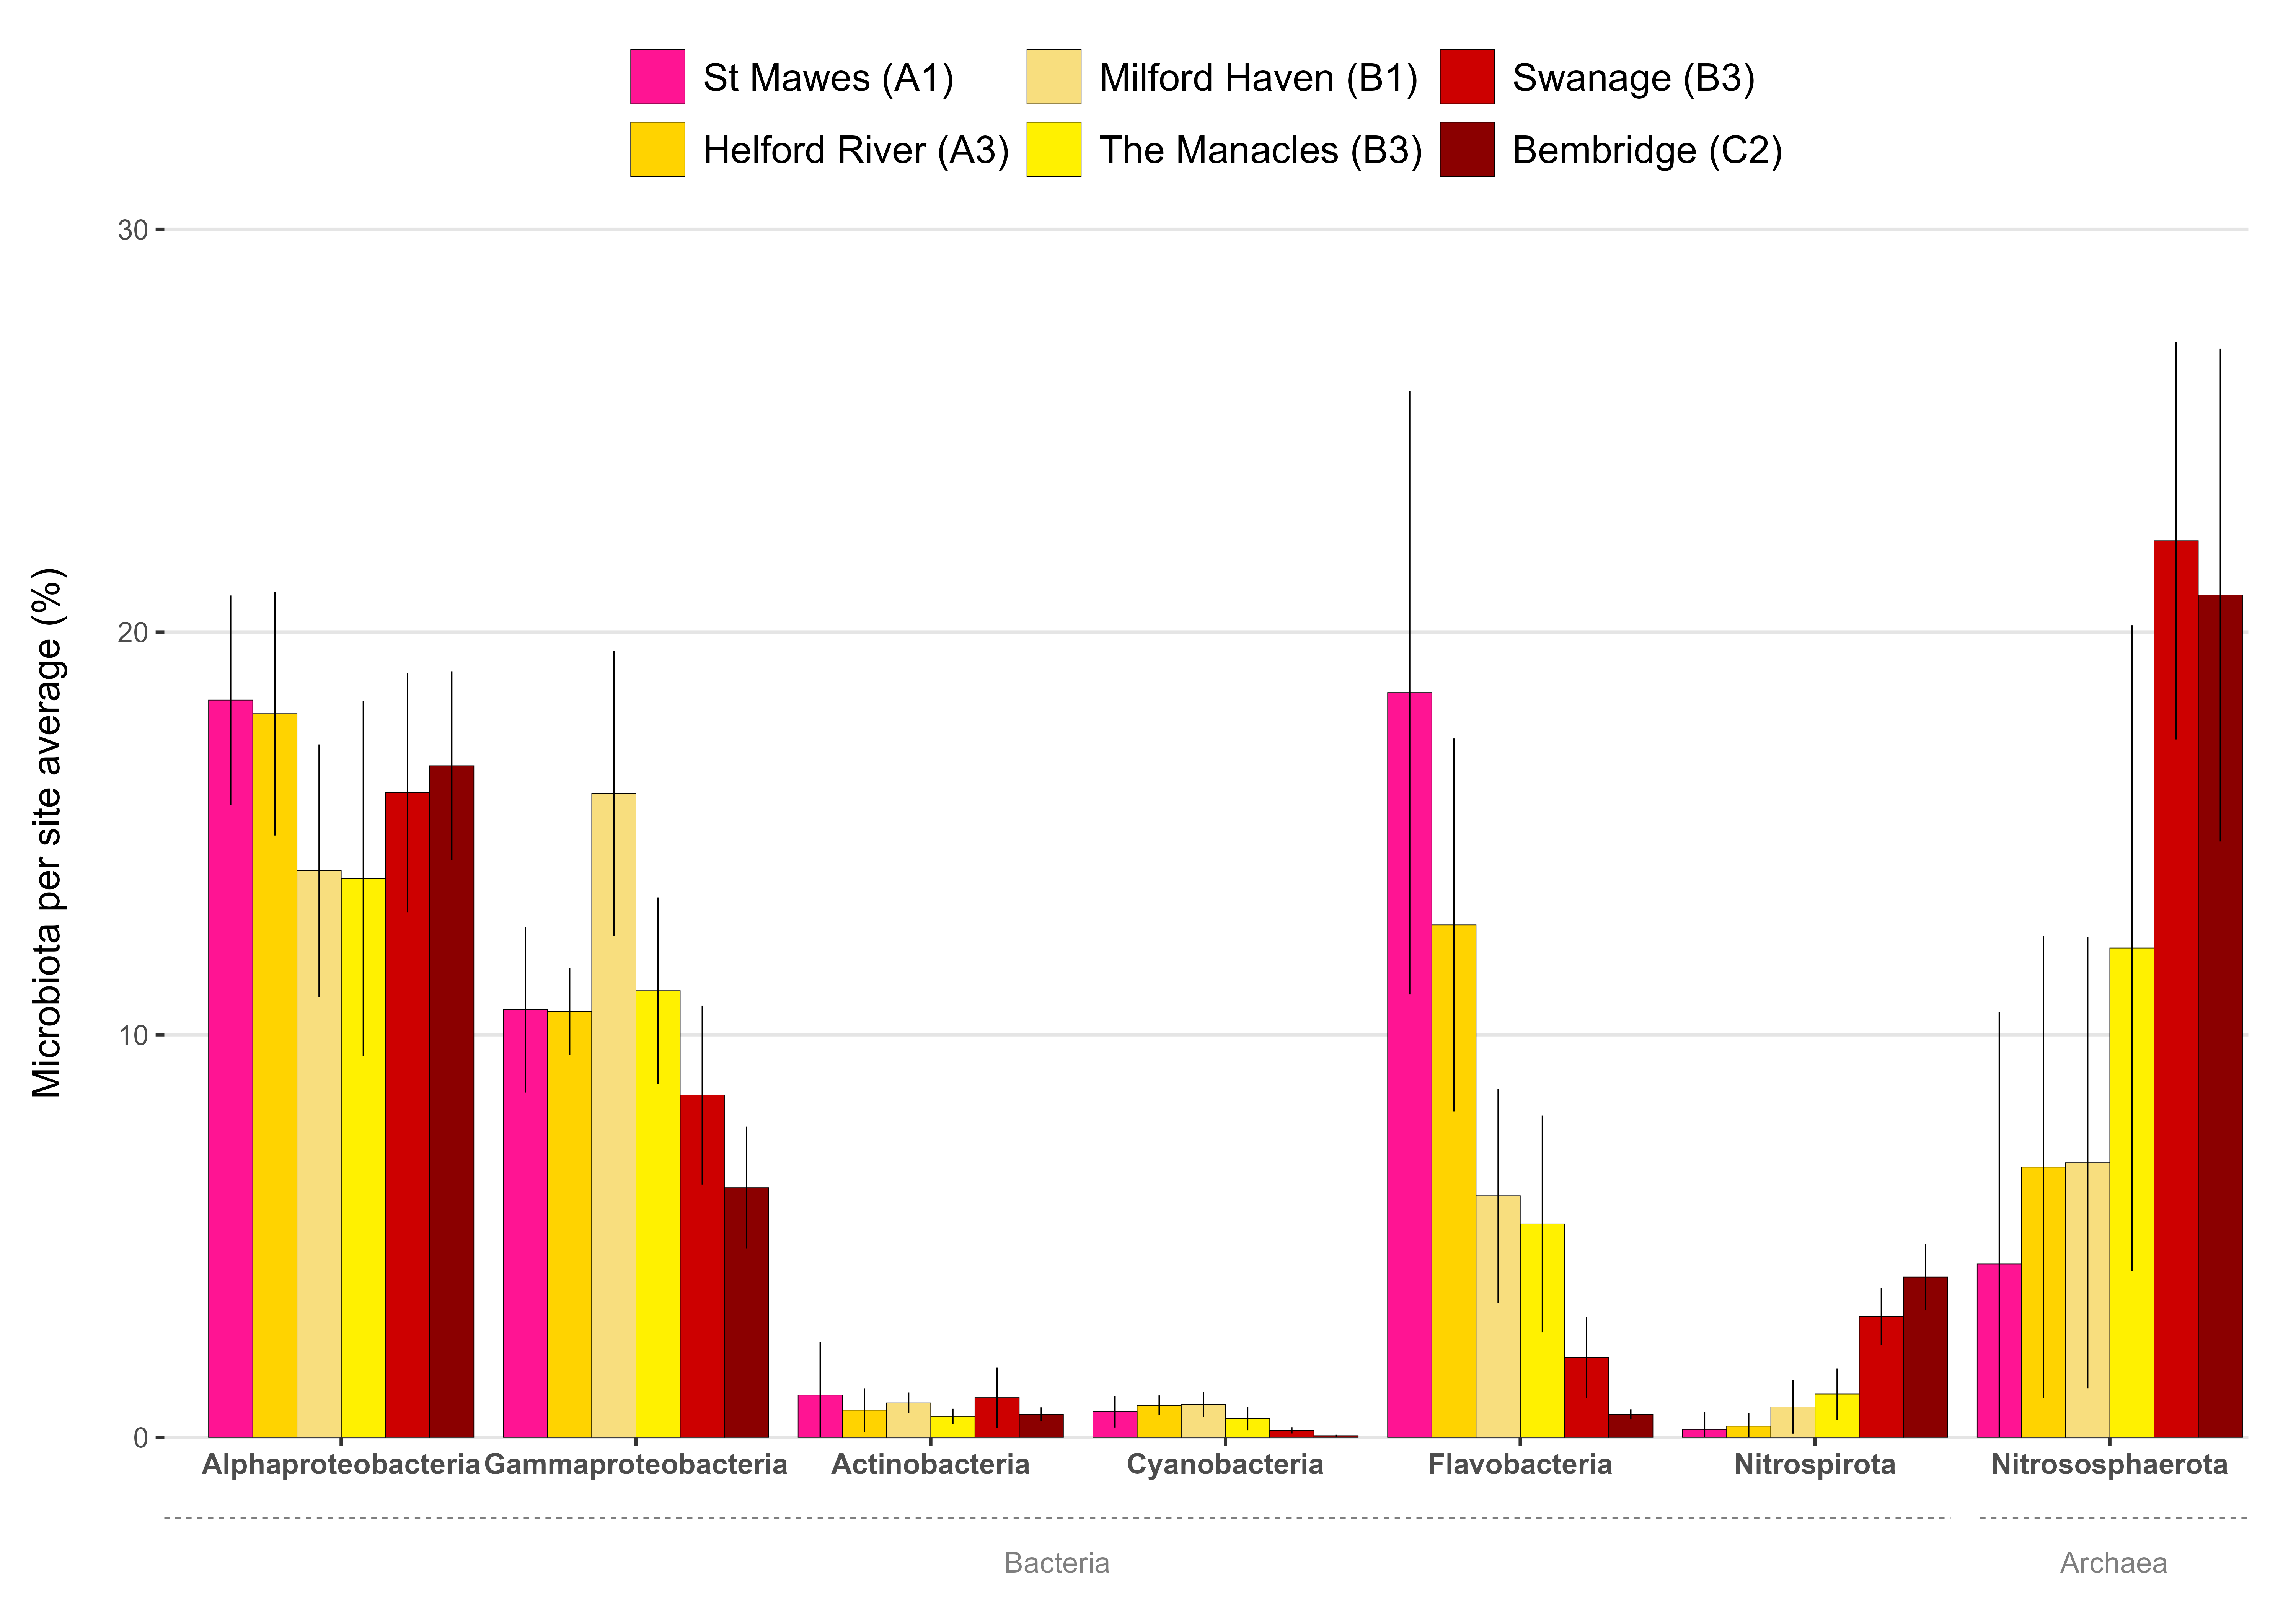 St Mawes (A1) Milford Haven (B1) Swanage (B3)
Helford River (A3) The Manacles (B3) Bembridge (C2)
Microbiota per site average (%)
30
20
10
0
Alphaproteobacteria Gammaproteobacteria Actinobacteria Cyanobacteria Flavobacteria Nitrospirota Nitrososphaerota
Bacteria Archaea